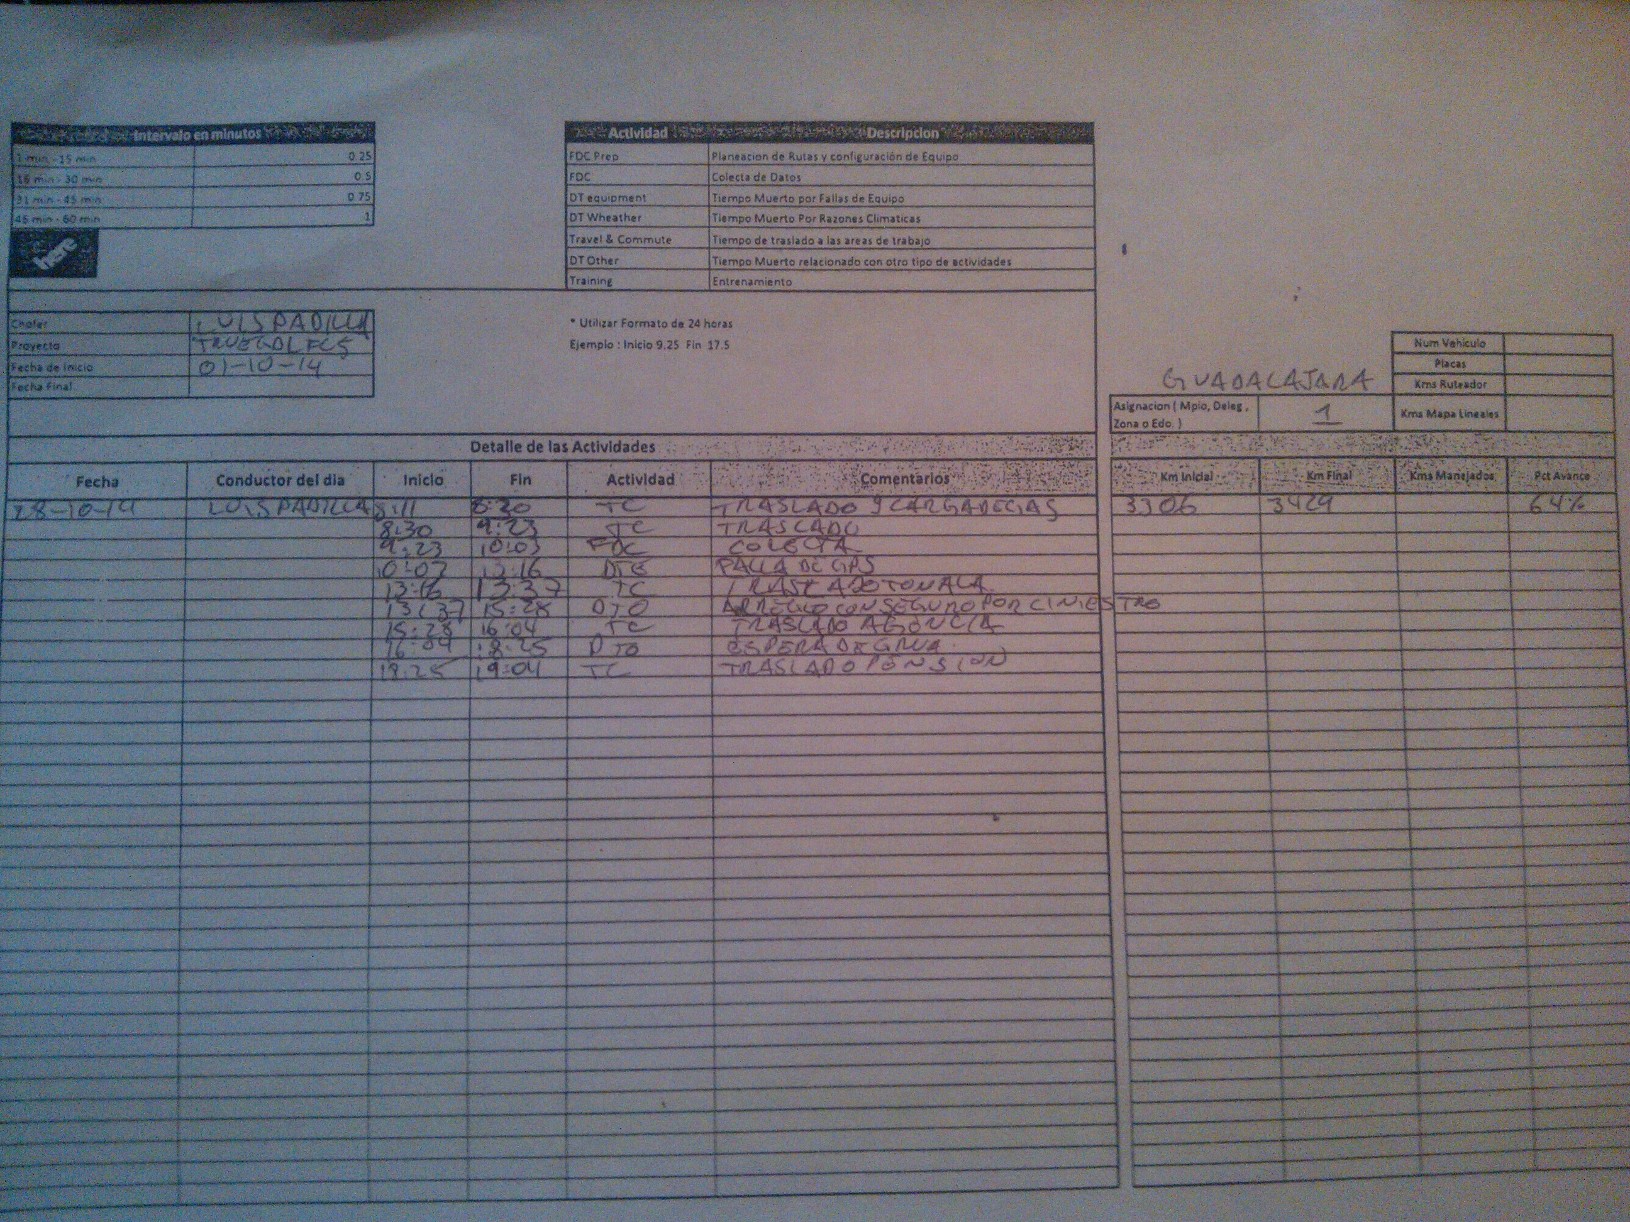 Intervalo en minutos
1 min - 15 min 0.25
16 min - 30 min 0.5
31 min - 45 min 0.75
45 min - 60 min 1
here
Actividad Descripcion
FDC Prep Planeacion de Rutas y configuración de Equipo
FDC Colecta de Datos
DT equipment Tiempo Muerto por Fallas de Equipo
DT Wheather Tiempo Muerto Por Razones Climaticas
Travel & Commute Tiempo de traslado a las areas de trabajo
DT Other Tiempo Muerto relacionado con otro tipo de actividades
Training Entrenamiento
Chofer LUIS PADILLA
Proyecto
Fecha de Inicio 01-10-14
Fecha Final
* Utilizar Formato de 24 horas
Ejemplo : Inicio 9.25 Fin 17.5
Num Vehiculo
Placas
Kms Ruteador
Kms Mapa Lineales
GUADALAJARA
Asignacion ( Mpio, Deleg , Zona o Edo. ) 1
Detalle de las Actividades
Fecha Conductor del dia Inicio Fin Actividad Comentarios Km Inicial Km Final Kms Manejados Pct Avance
28-10-14 LUIS PADILLA 8:11 TC TRASLADO Y CARGA DE GAS 3306 3429 64%
8:30 9:23 TC TRASLADO
9:23 10:03 FDC COLECTA
DTE FALLA DE GPS
13:16 13:37 TC TRASLADO TONALA
13:37 15:28 DTO ARREGLO CON SEGURO POR CINIESTRO
15:28 16:04 TC TRASLADO AGENCIA
16:04 18:25 DTO ESPERA DE GRUA.
18:25 19:04 TC TRASLADO PENSION